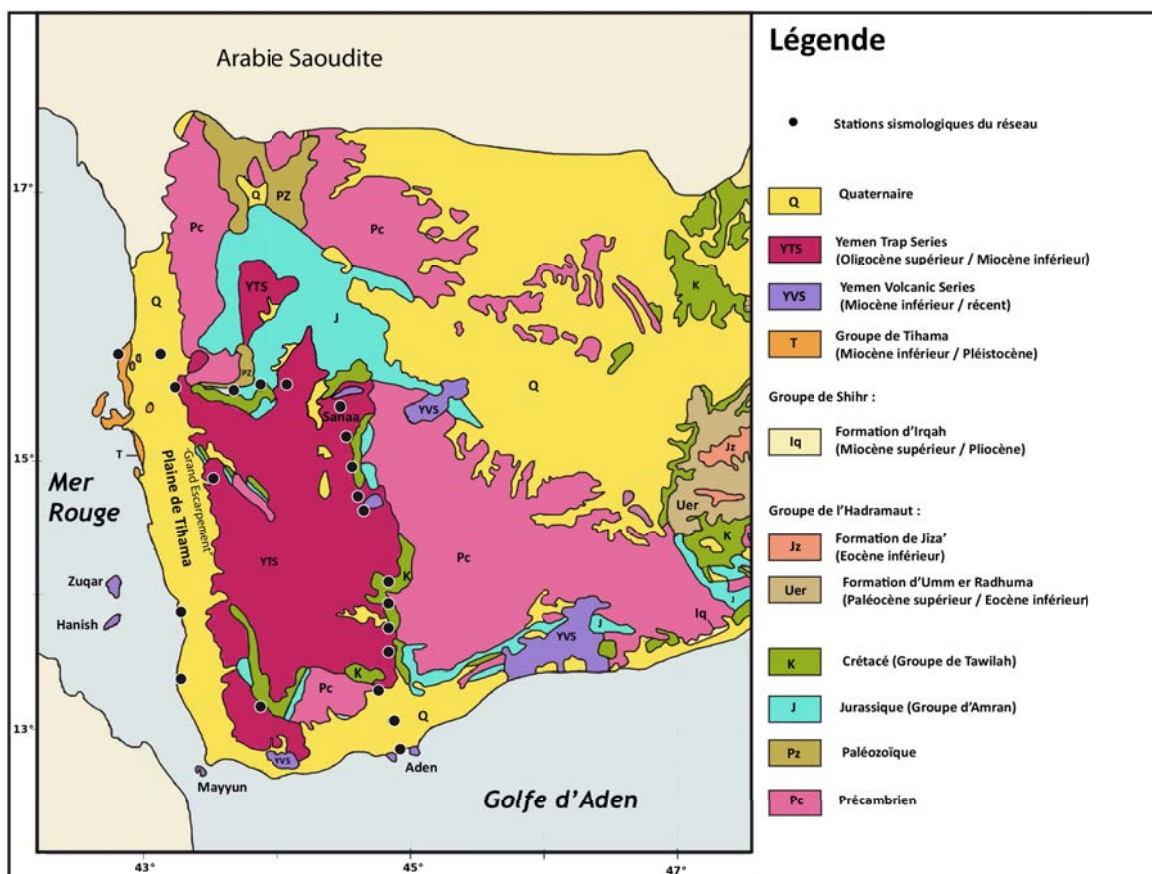 Arabie Saoudite
17°
15°
13°
43°
45°
47°
Mer
Rouge
Zuqar
Hanish
Mayyun
Aden
Golfe d'Aden
Plaine de Tihama
"Grand Escarpement"
Sanaa
Pc
Q
PZ
Pc
Q
YTS
J
PZ
K
Q
YVS
T
Jz
Uer
K
YTS
K
Pc
J
Iq
J
YVS
K
Pc
Q
YVS
Légende
Stations sismologiques du réseau
Q
Quaternaire
YTS
Yemen Trap Series
(Oligocène supérieur / Miocène inférieur)
YVS
Yemen Volcanic Series
(Miocène inférieur / récent)
T
Groupe de Tihama
(Miocène inférieur / Pléistocène)
Groupe de Shihr :
Iq
Formation d'Irqah
(Miocène supérieur / Pliocène)
Groupe de l'Hadramaut :
Jz
Formation de Jiza'
(Eocène inférieur)
Uer
Formation d'Umm er Radhuma
(Paléocène supérieur / Eocène inférieur)
K
Crétacé (Groupe de Tawilah)
J
Jurassique (Groupe d'Amran)
Pz
Paléozoïque
Pc
Précambrien